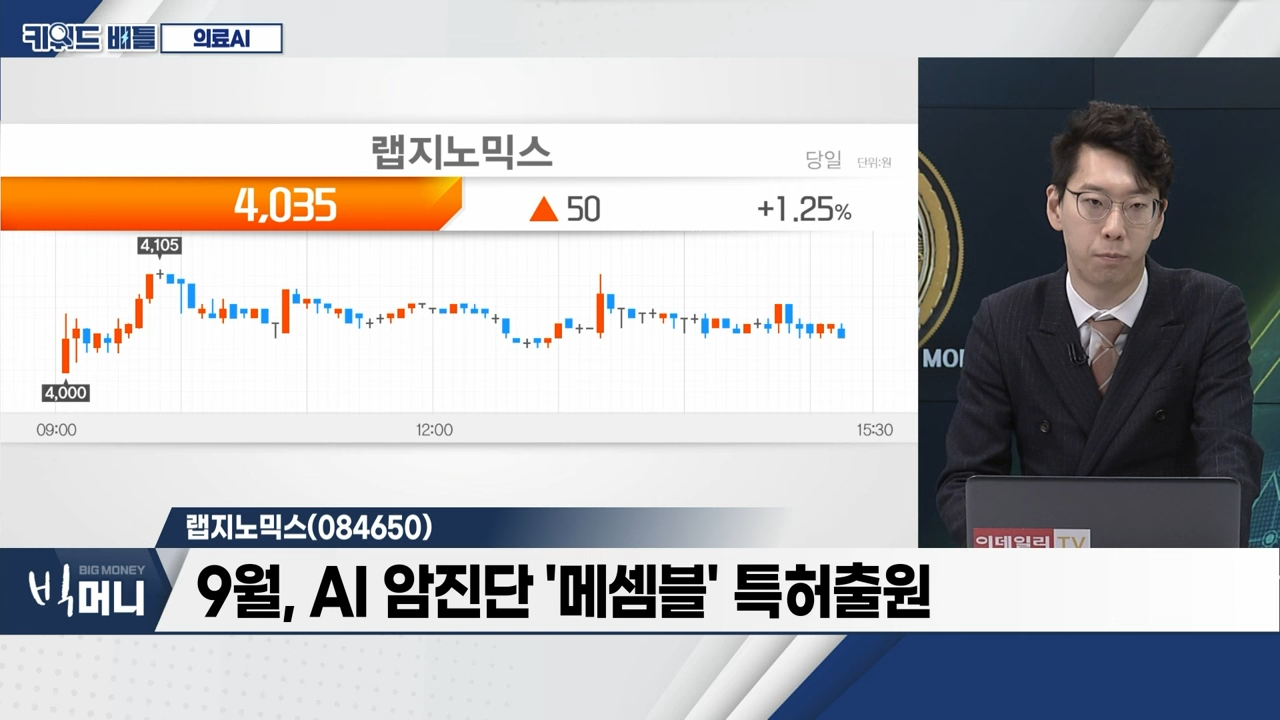 키워드 배틀 의료AI
랩지노믹스
당일 단위:원
4,035 ▲ 50 +1.25%
4,105
4,000
09:00 12:00 15:30
MON
이데일리 TV
랩지노믹스(084650)
BIG MONEY
빅머니
9월, AI 암진단 '메셈블' 특허출원